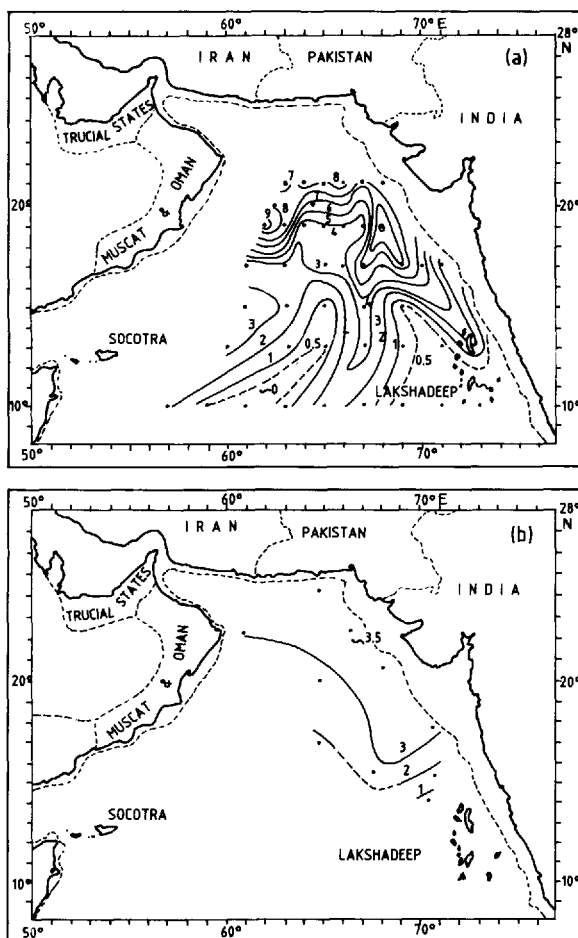 50° 60° 70°E
28°
N
IRAN PAKISTAN (a)
INDIA
TRUCIAL STATES
MUSCAT & OMAN
7 8
9 8
20° 20°
4
3
3 3
2 2
1 1
0.5 0.5
~0
SOCOTRA
LAKSHADEEP
10° 10°
50° 60° 70°
50° 60° 70°E
28°
N
IRAN PAKISTAN (b)
INDIA
TRUCIAL STATES
MUSCAT & OMAN
~3.5
20° 20°
3
2
1
SOCOTRA
LAKSHADEEP
10° 10°
50° 60° 70°